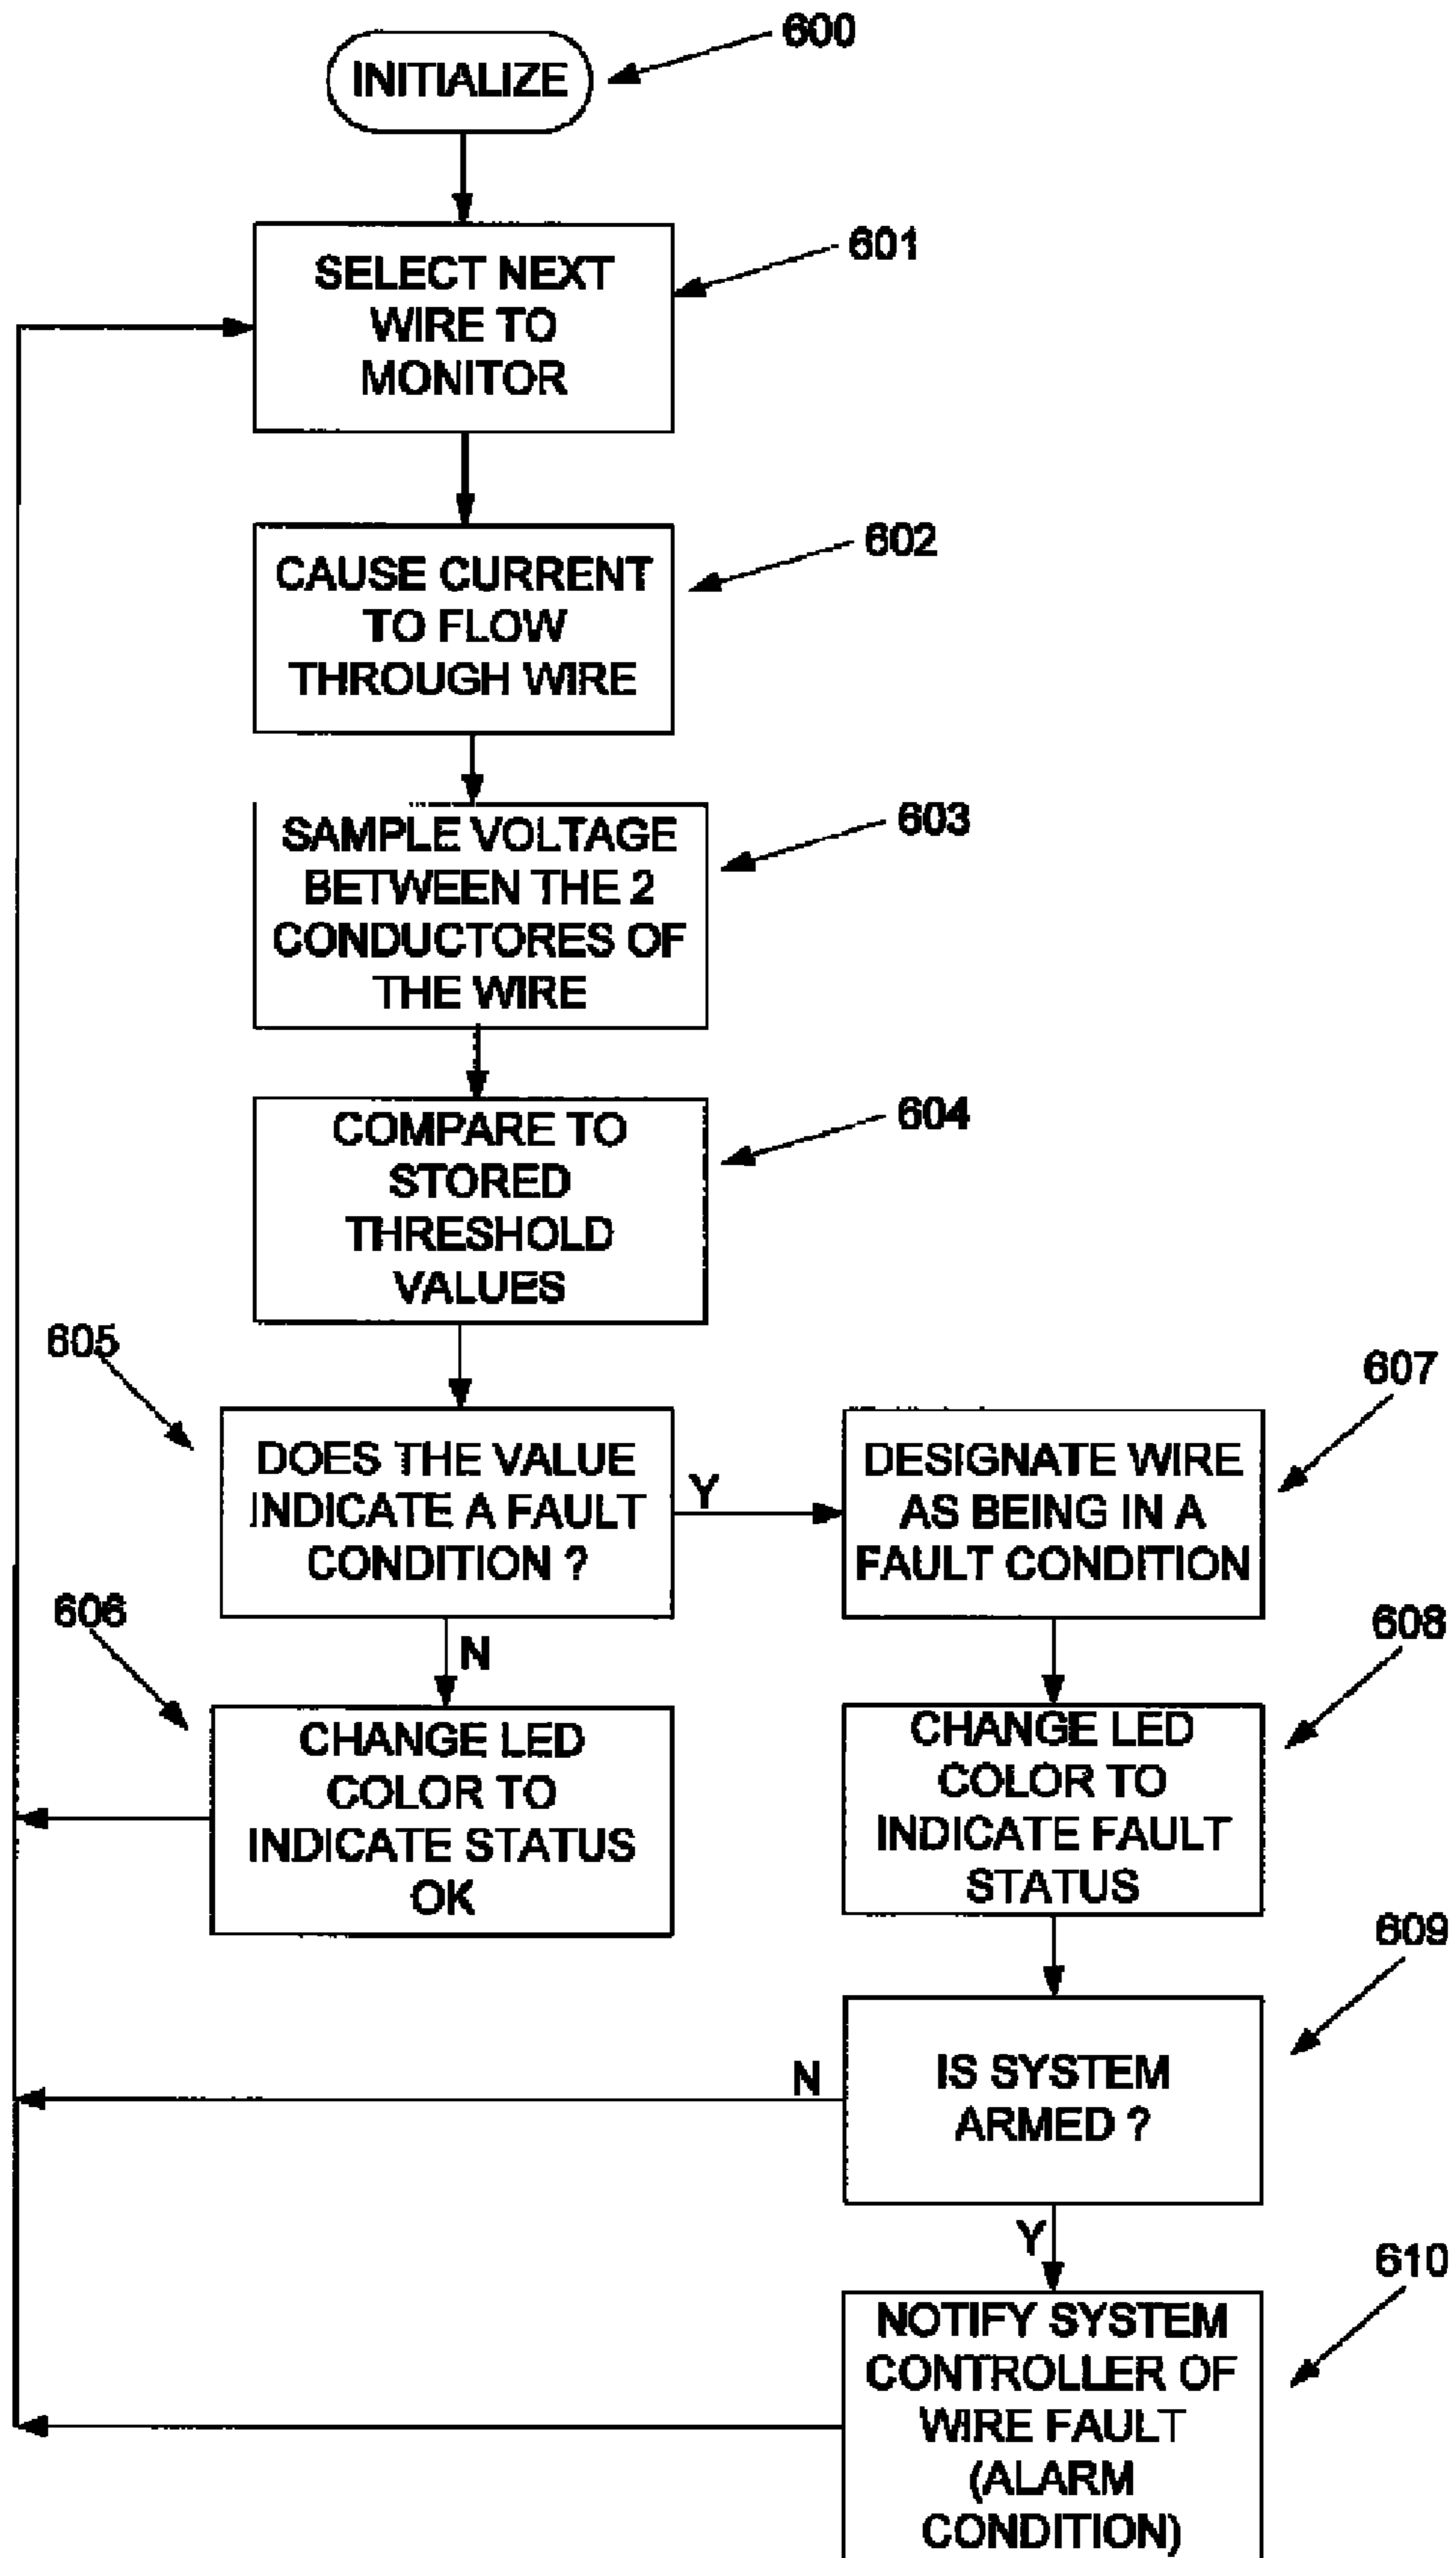 600
INITIALIZE
601
SELECT NEXT
WIRE TO
MONITOR
602
CAUSE CURRENT
TO FLOW
THROUGH WIRE
603
SAMPLE VOLTAGE
BETWEEN THE 2
CONDUCTORES OF
THE WIRE
604
COMPARE TO
STORED
THRESHOLD
VALUES
605
DOES THE VALUE
INDICATE A FAULT
CONDITION ?
Y
N
607
DESIGNATE WIRE
AS BEING IN A
FAULT CONDITION
606
CHANGE LED
COLOR TO
INDICATE STATUS
OK
608
CHANGE LED
COLOR TO
INDICATE FAULT
STATUS
609
IS SYSTEM
ARMED ?
N
Y
610
NOTIFY SYSTEM
CONTROLLER OF
WIRE FAULT
(ALARM
CONDITION)